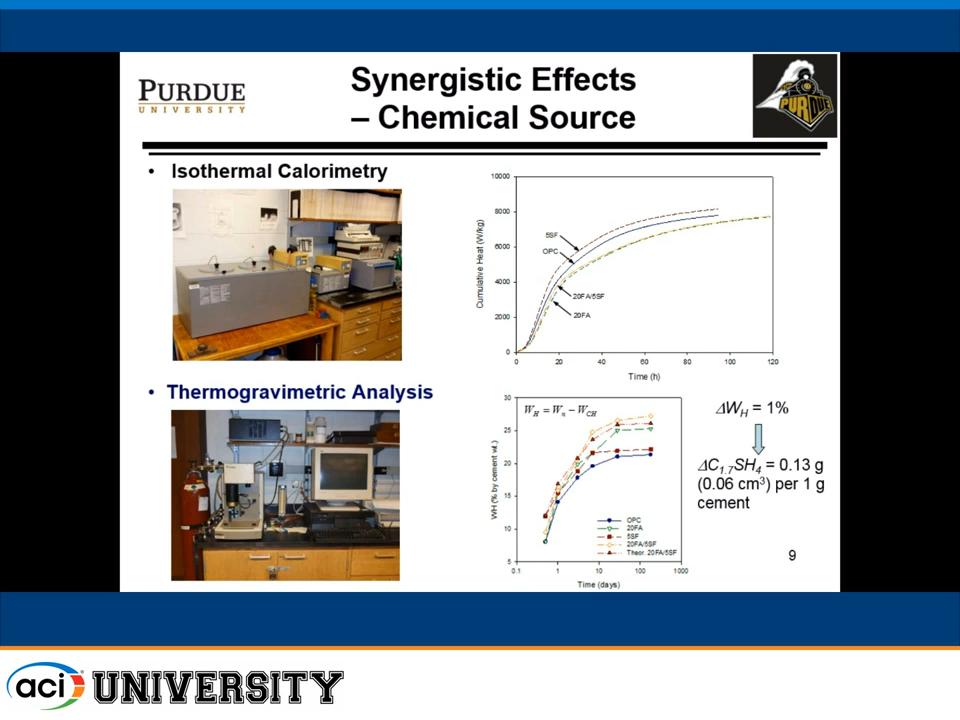 PURDUE
UNIVERSITY
Synergistic Effects
– Chemical Source
PURDUE
• Isothermal Calorimetry
Cumulative Heat (W/kg)
10000
8000
6000
4000
2000
0
5SF
OPC
20FA/5SF
20FA
0 20 40 60 80 100 120
Time (h)
• Thermogravimetric Analysis
WH (% by cement wt.)
30
25
20
15
10
5
W_H = W_n − W_CH
OPC
20FA
5SF
20FA/5SF
Theor. 20FA/5SF
0.1 1 10 100 1000
Time (days)
ΔW_H = 1%
ΔC_1.7SH_4 = 0.13 g
(0.06 cm³) per 1 g
cement
9
aci UNIVERSITY